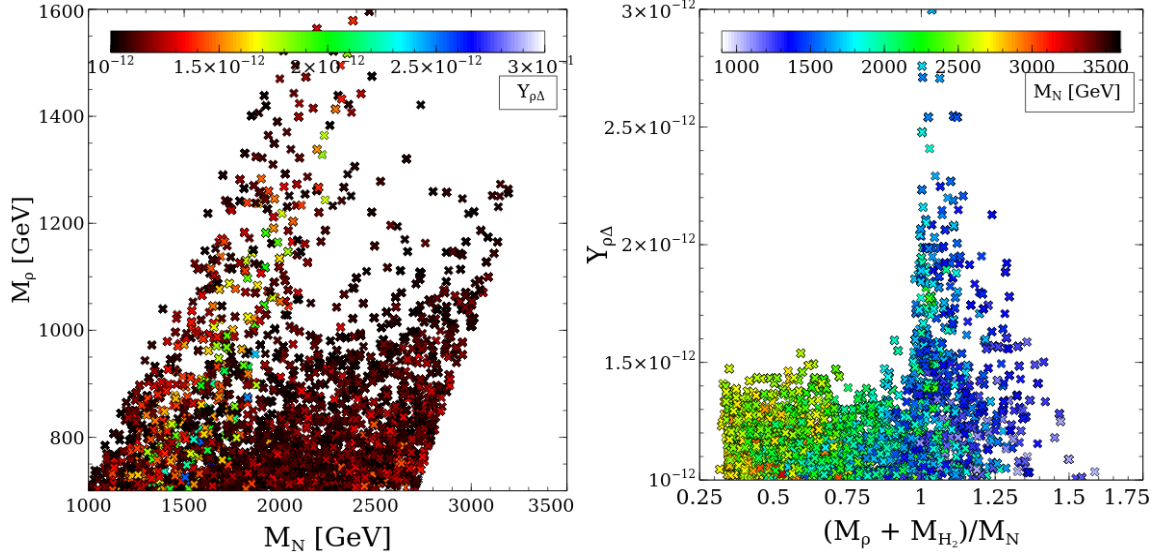 10⁻¹² 1.5×10⁻¹² 2×10⁻¹² 2.5×10⁻¹² 3×10⁻¹
Y_ρΔ
1600
1400
1200
1000
800
M_ρ [GeV]
1000 1500 2000 2500 3000 3500
M_N [GeV]
1000 1500 2000 2500 3000 3500
M_N [GeV]
3×10⁻¹²
2.5×10⁻¹²
2×10⁻¹²
1.5×10⁻¹²
10⁻¹²
Y_ρΔ
0.25 0.5 0.75 1 1.25 1.5 1.75
(M_ρ + M_H₂)/M_N